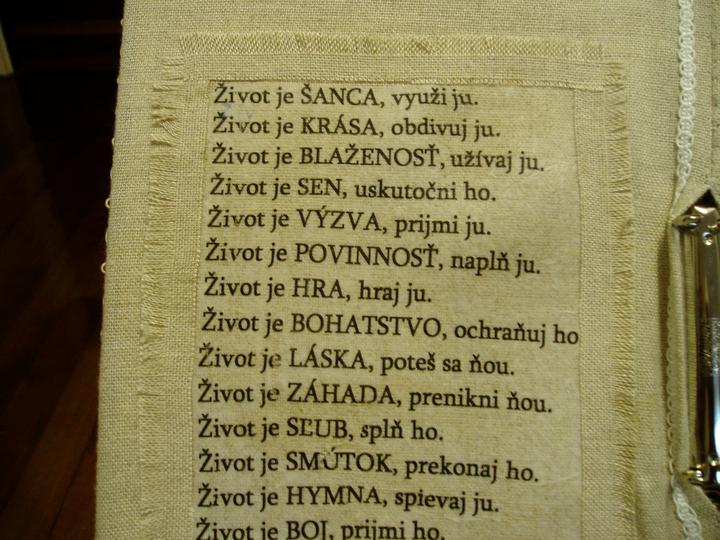 Život je ŠANCA, využi ju.
Život je KRÁSA, obdivuj ju.
Život je BLAŽENOSŤ, užívaj ju.
Život je SEN, uskutočni ho.
Život je VÝZVA, prijmi ju.
Život je POVINNOSŤ, naplň ju.
Život je HRA, hraj ju.
Život je BOHATSTVO, ochraňuj ho
Život je LÁSKA, poteš sa ňou.
Život je ZÁHADA, prenikni ňou.
Život je SĽUB, splň ho.
Život je SMÚTOK, prekonaj ho.
Život je HYMNA, spievaj ju.
Život je BOJ, prijmi ho.